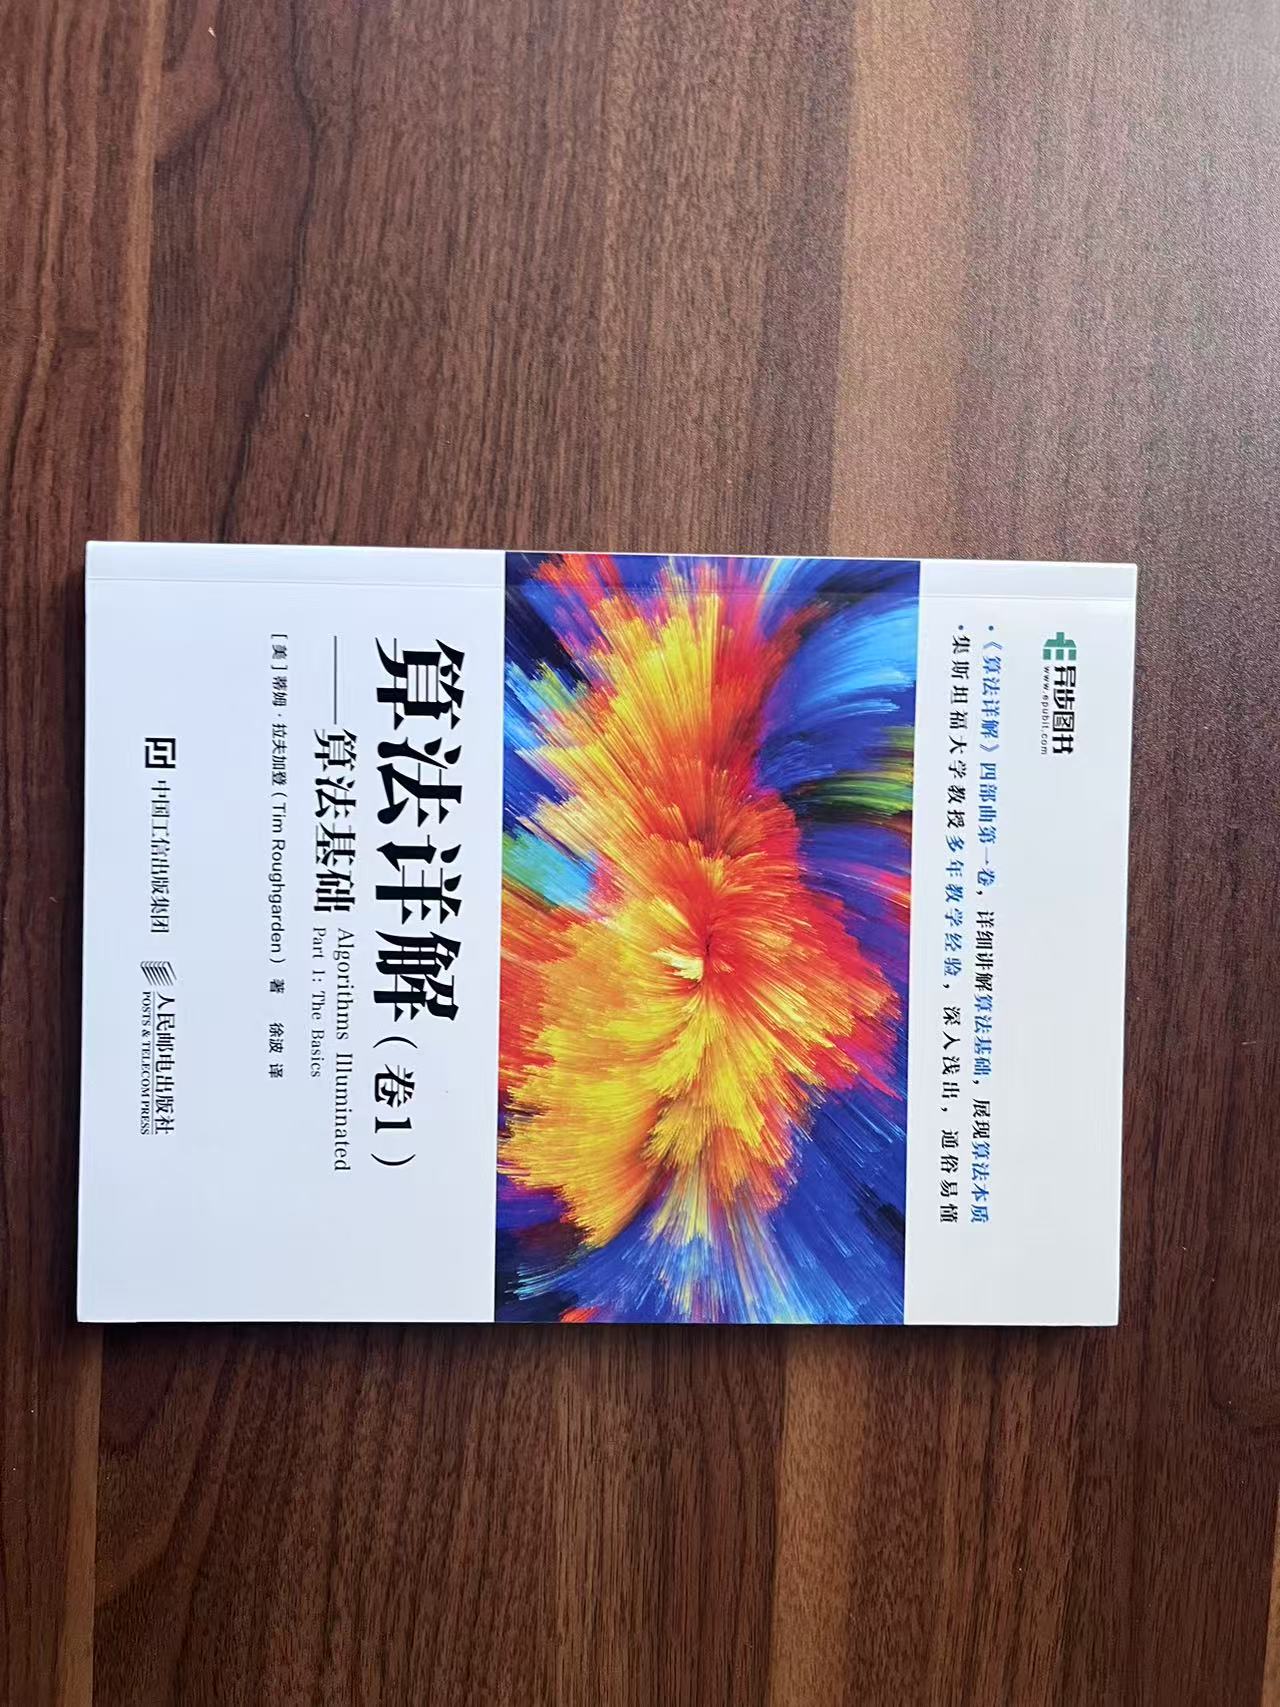 异步图书
www.epubit.com
·《算法详解》四部曲第一卷，详细讲解算法基础，展现算法本质
·集斯坦福大学教授多年教学经验，深入浅出，通俗易懂
算法详解（卷1）
——算法基础
Algorithms Illuminated
Part 1: The Basics
[美]蒂姆·拉夫加登（Tim Roughgarden） 著 徐波 译
中国工信出版集团
人民邮电出版社
POSTS & TELECOM PRESS